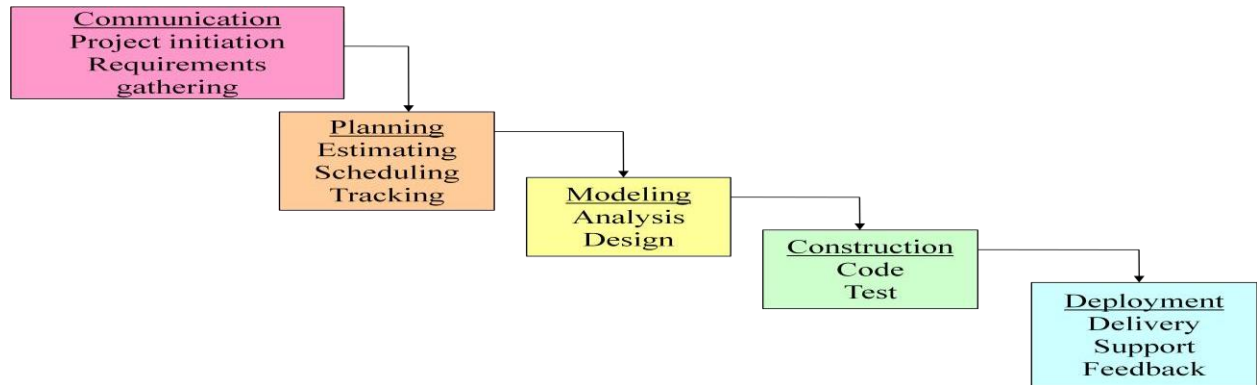 Communication
Project initiation
Requirements
gathering
Planning
Estimating
Scheduling
Tracking
Modeling
Analysis
Design
Construction
Code
Test
Deployment
Delivery
Support
Feedback